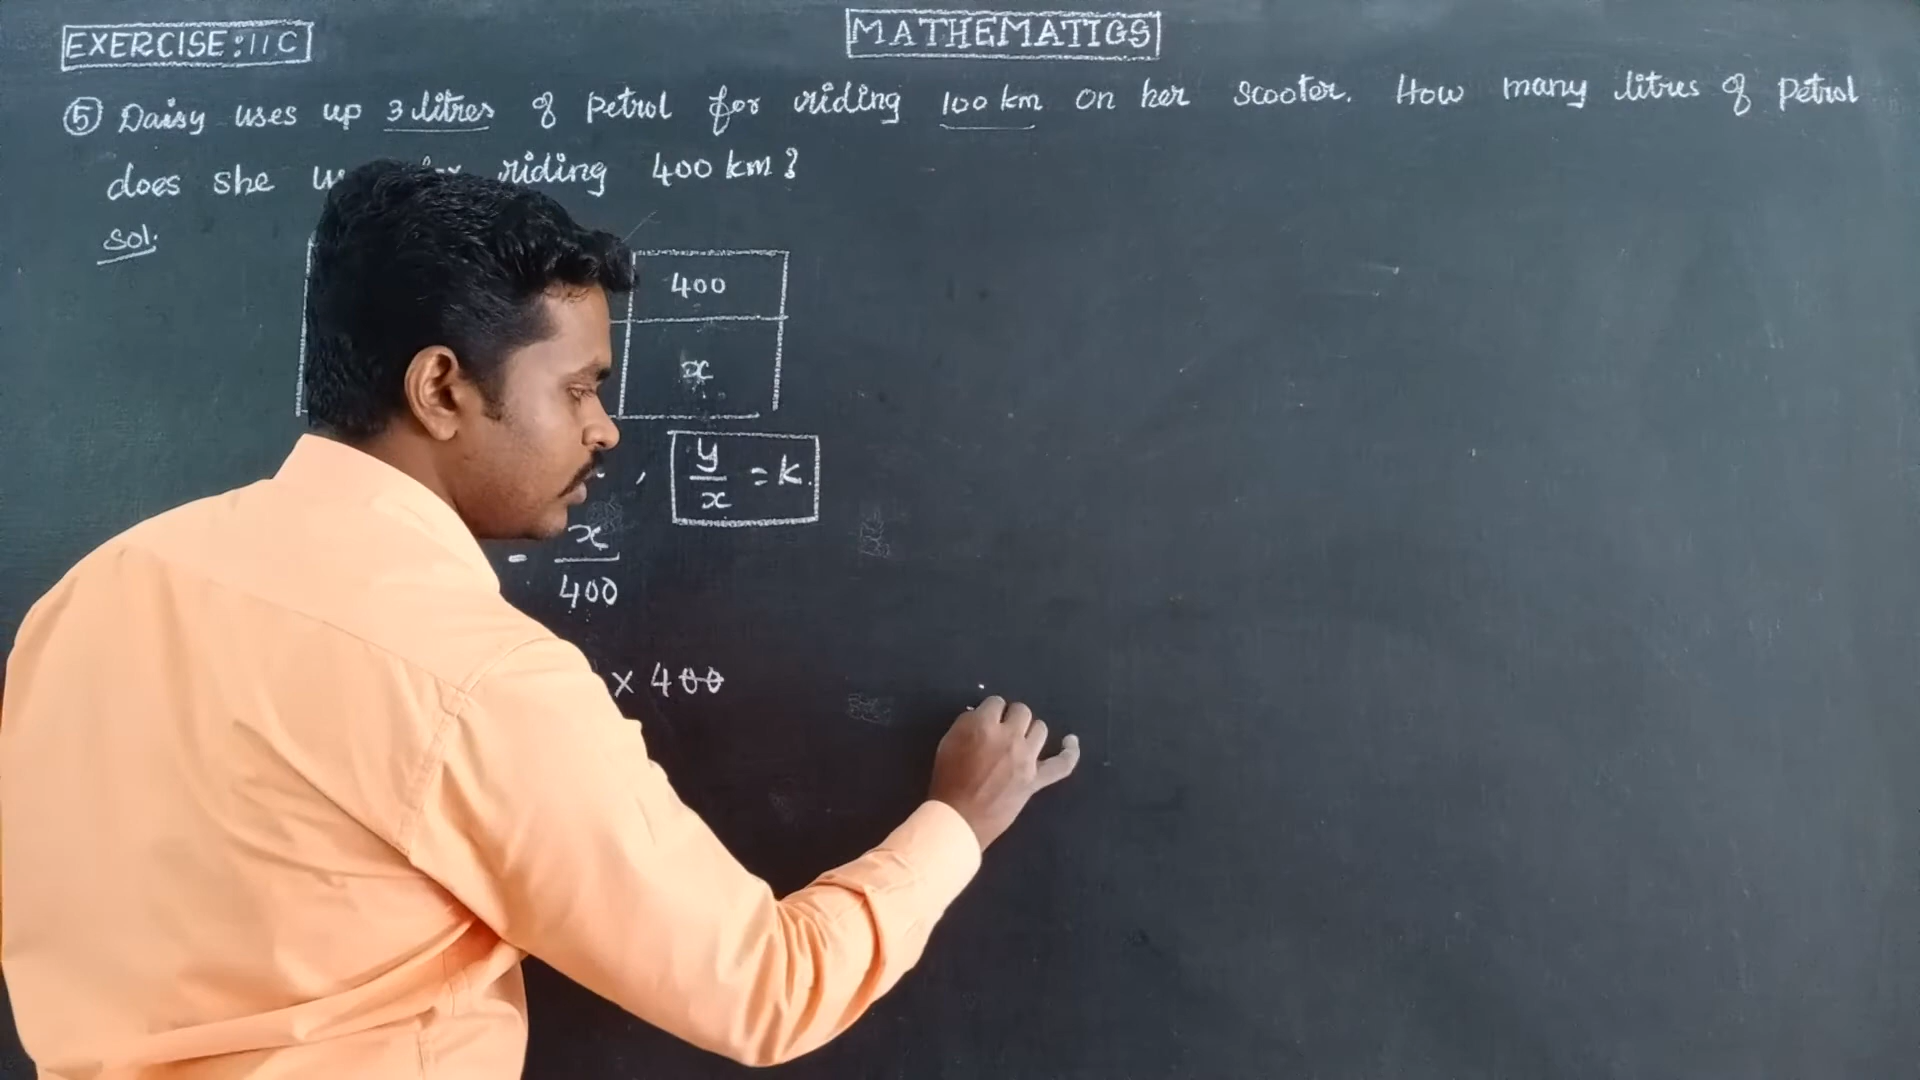 EXERCISE: 11C
MATHEMATICS
⑤ Daisy uses up 3 litres of petrol for riding 100 km on her scooter. How many litres of petrol
does she riding 400 km?
Sol:
400
x
, y/x = k.
= x/400
× 400